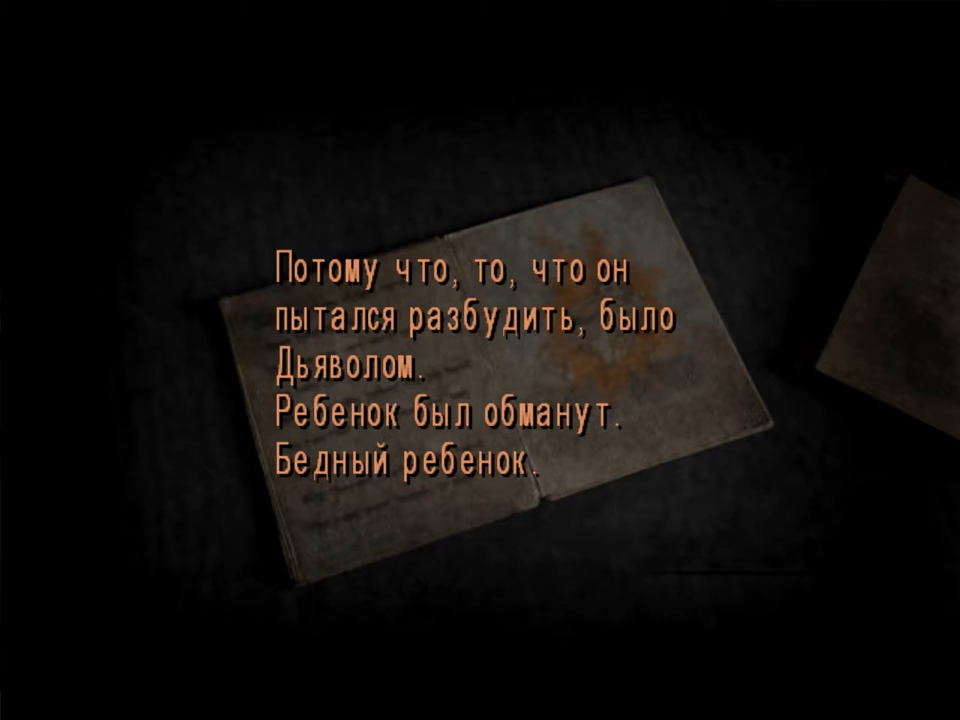 Потому что, то, что он
пытался разбудить, было
Дьяволом.
Ребенок был обманут.
Бедный ребенок.